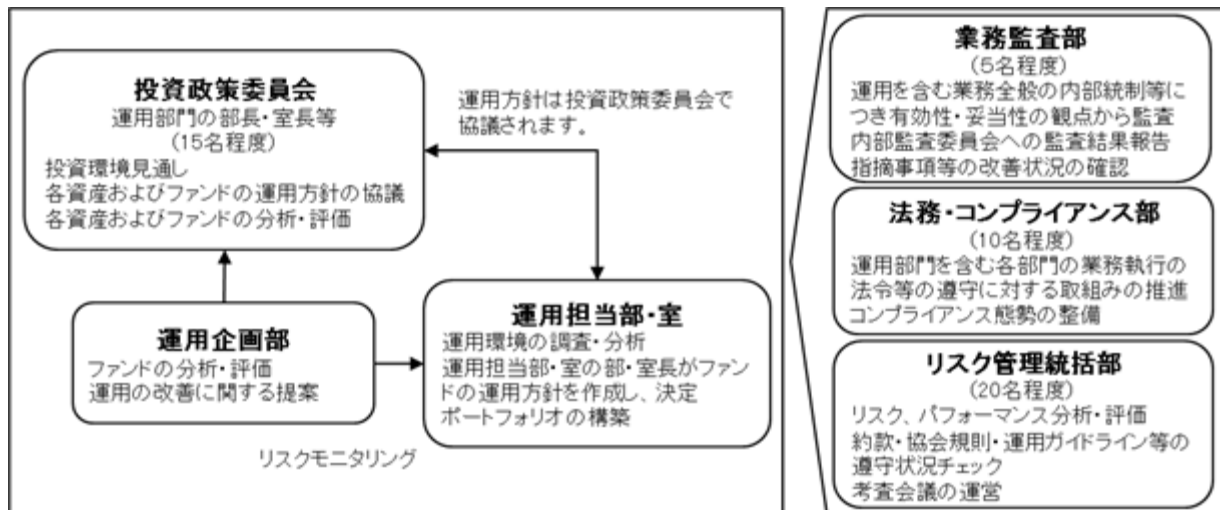 投資政策委員会
運用部門の部長・室長等
(15名程度)
投資環境見通し
各資産およびファンドの運用方針の協議
各資産およびファンドの分析・評価
運用方針は投資政策委員会で
協議されます。
運用企画部
ファンドの分析・評価
運用の改善に関する提案
運用担当部・室
運用環境の調査・分析
運用担当部・室の部・室長がファン
ドの運用方針を作成し、決定
ポートフォリオの構築
リスクモニタリング
業務監査部
(5名程度)
運用を含む業務全般の内部統制等に
つき有効性・妥当性の観点から監査
内部監査委員会への監査結果報告
指摘事項等の改善状況の確認
法務・コンプライアンス部
(10名程度)
運用部門を含む各部門の業務執行の
法令等の遵守に対する取組みの推進
コンプライアンス態勢の整備
リスク管理統括部
(20名程度)
リスク、パフォーマンス分析・評価
約款・協会規則・運用ガイドライン等の
遵守状況チェック
考査会議の運営